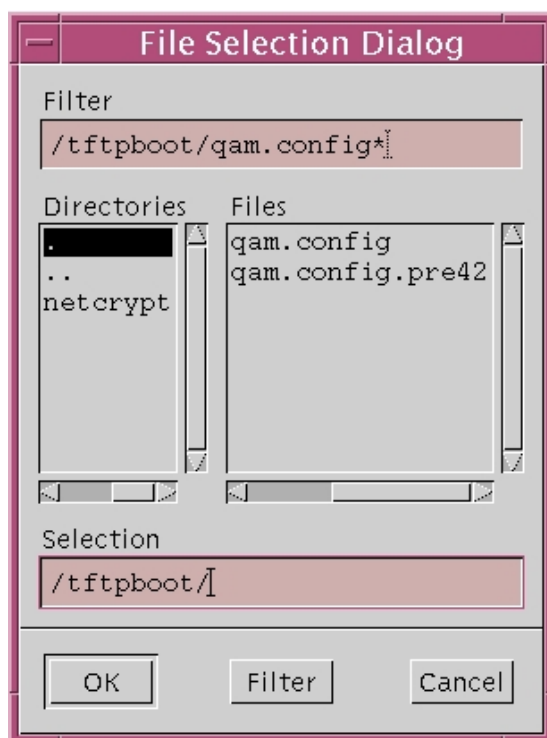 File Selection Dialog
Filter
/tftpboot/qam.config*
Directories
Files
.
..
netcrypt
qam.config
qam.config.pre42
Selection
/tftpboot/
OK
Filter
Cancel